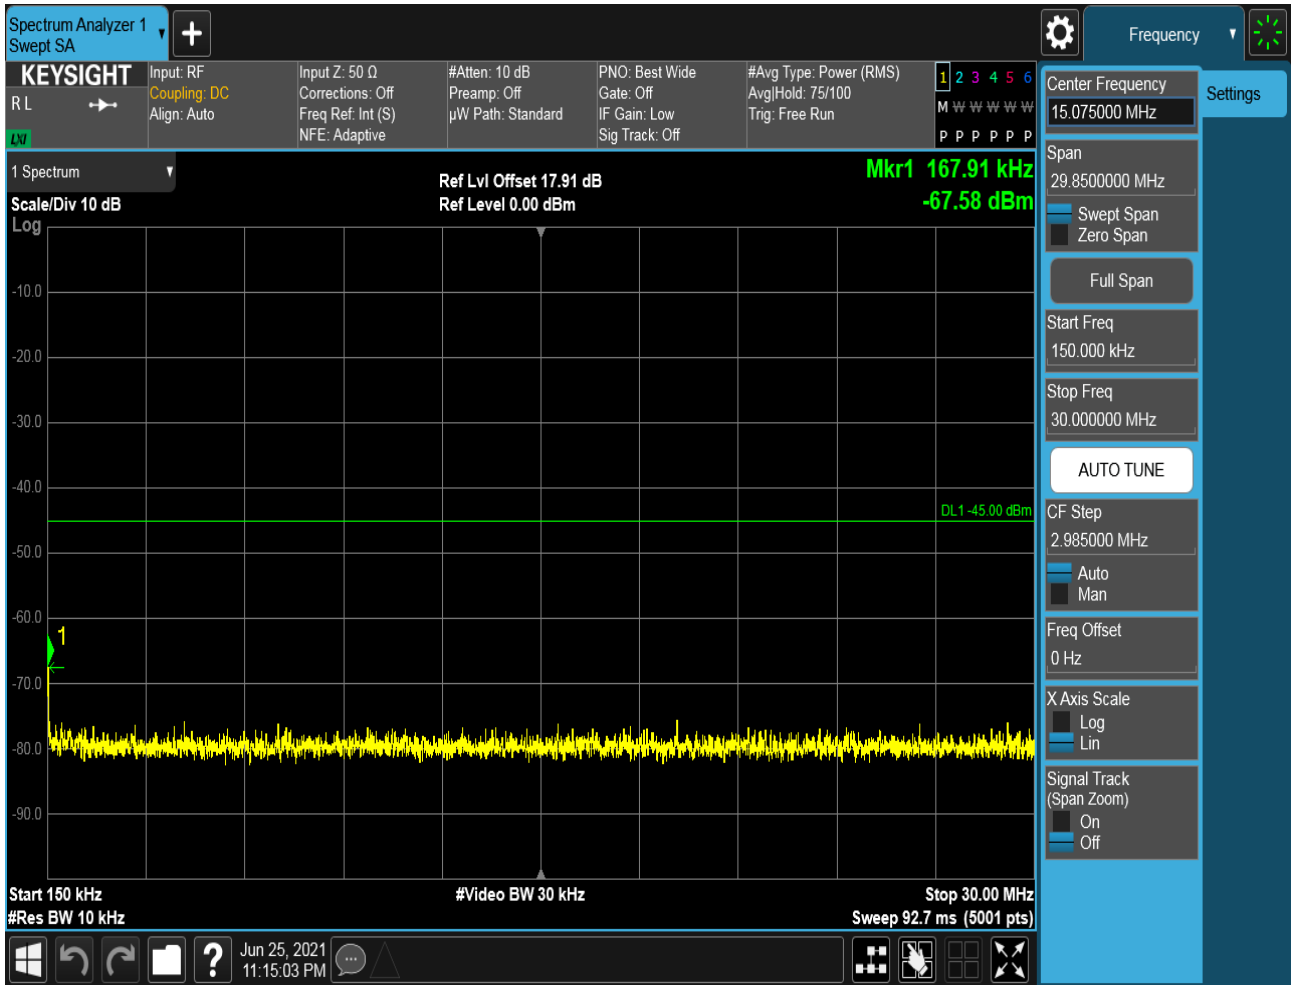 Spectrum Analyzer 1
Swept SA
Frequency
KEYSIGHT
R L
LXI
Input: RF
Coupling: DC
Align: Auto
Input Z: 50 Ω
Corrections: Off
Freq Ref: Int (S)
NFE: Adaptive
#Atten: 10 dB
Preamp: Off
µW Path: Standard
PNO: Best Wide
Gate: Off
IF Gain: Low
Sig Track: Off
#Avg Type: Power (RMS)
Avg|Hold: 75/100
Trig: Free Run
1 2 3 4 5 6
M W W W W W
P P P P P P
1 Spectrum
Scale/Div 10 dB
Log
Ref Lvl Offset 17.91 dB
Ref Level 0.00 dBm
Mkr1 167.91 kHz
-67.58 dBm
-10.0
-20.0
-30.0
-40.0
DL1 -45.00 dBm
-50.0
-60.0
1
-70.0
-80.0
-90.0
Start 150 kHz
#Video BW 30 kHz
Stop 30.00 MHz
#Res BW 10 kHz
Sweep 92.7 ms (5001 pts)
Center Frequency
15.075000 MHz
Settings
Span
29.8500000 MHz
Swept Span
Zero Span
Full Span
Start Freq
150.000 kHz
Stop Freq
30.000000 MHz
AUTO TUNE
CF Step
2.985000 MHz
Auto
Man
Freq Offset
0 Hz
X Axis Scale
Log
Lin
Signal Track
(Span Zoom)
On
Off
?
Jun 25, 2021
11:15:03 PM